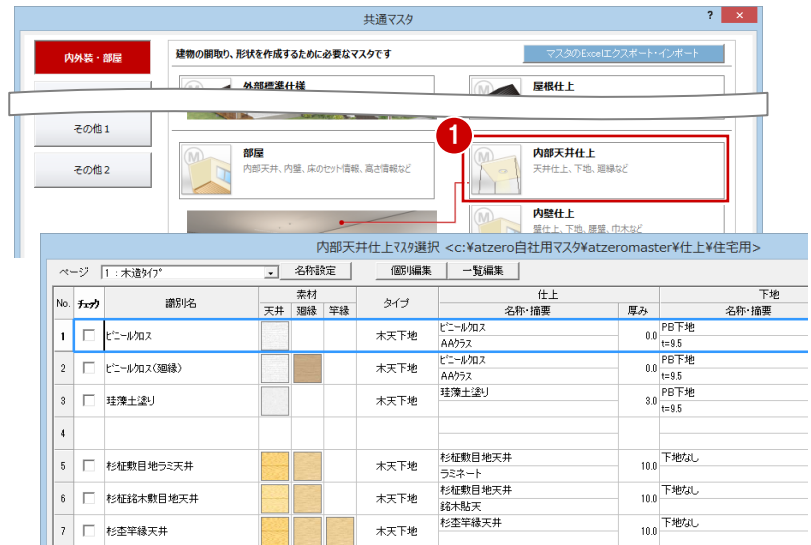 共通マスタ
? ×
内外装・部屋
建物の間取り、形状を作成するために必要なマスタです
マスタのExcelエクスポート・インポート
外部標準仕様
屋根仕上
その他1
その他2
1
部屋
内部天井、内壁、床のセット情報、高さ情報など
内部天井仕上
天井仕上、下地、廻縁など
内壁仕上
壁仕上、下地、腰壁、巾木など
内部天井仕上マスタ選択 <c:¥atzero自社用マスタ¥atzeromaster¥仕上¥住宅用>
ページ 1:木造タイプ 名称設定 個別編集 一覧編集
No. チェック 識別名 素材 タイプ 仕上 下地
天井 廻縁 竿縁 名称・摘要 厚み 名称・摘要
1 ビニールクロス 木天下地 ビニールクロス 0.0 PB下地
AAクラス t=9.5
2 ビニールクロス(廻縁) 木天下地 ビニールクロス 0.0 PB下地
AAクラス t=9.5
3 珪藻土塗り 木天下地 珪藻土塗り 3.0 PB下地
t=9.5
4
5 杉柾敷目地ラミ天井 木天下地 杉柾敷目地天井 10.0 下地なし
ラミネート
6 杉柾銘木敷目地天井 木天下地 杉柾敷目地天井 10.0 下地なし
銘木貼天
7 杉杢竿縁天井 木天下地 杉杢竿縁天井 10.0 下地なし